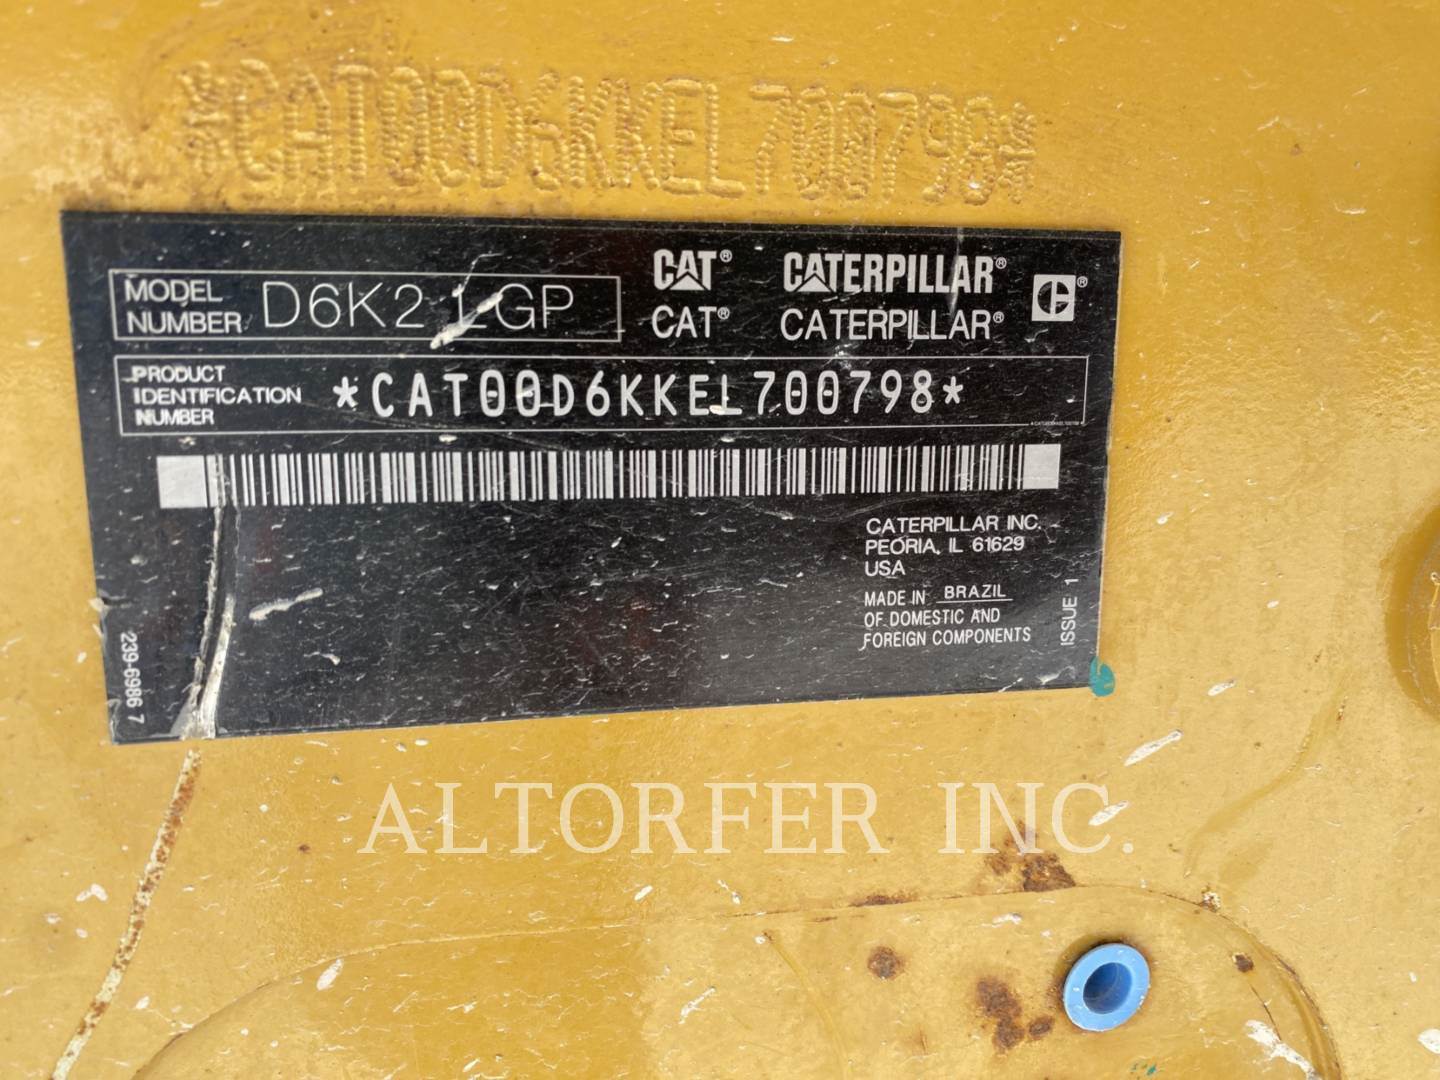 *CAT00D6KKEL700798*
MODEL NUMBER D6K2 LGP
CAT® CATERPILLAR®
CAT® CATERPILLAR®
PRODUCT IDENTIFICATION NUMBER *CAT00D6KKEL700798*
CATERPILLAR INC.
PEORIA, IL 61629
USA
MADE IN BRAZIL
OF DOMESTIC AND
FOREIGN COMPONENTS
ISSUE 1
239-6986 7
ALTORFER INC.